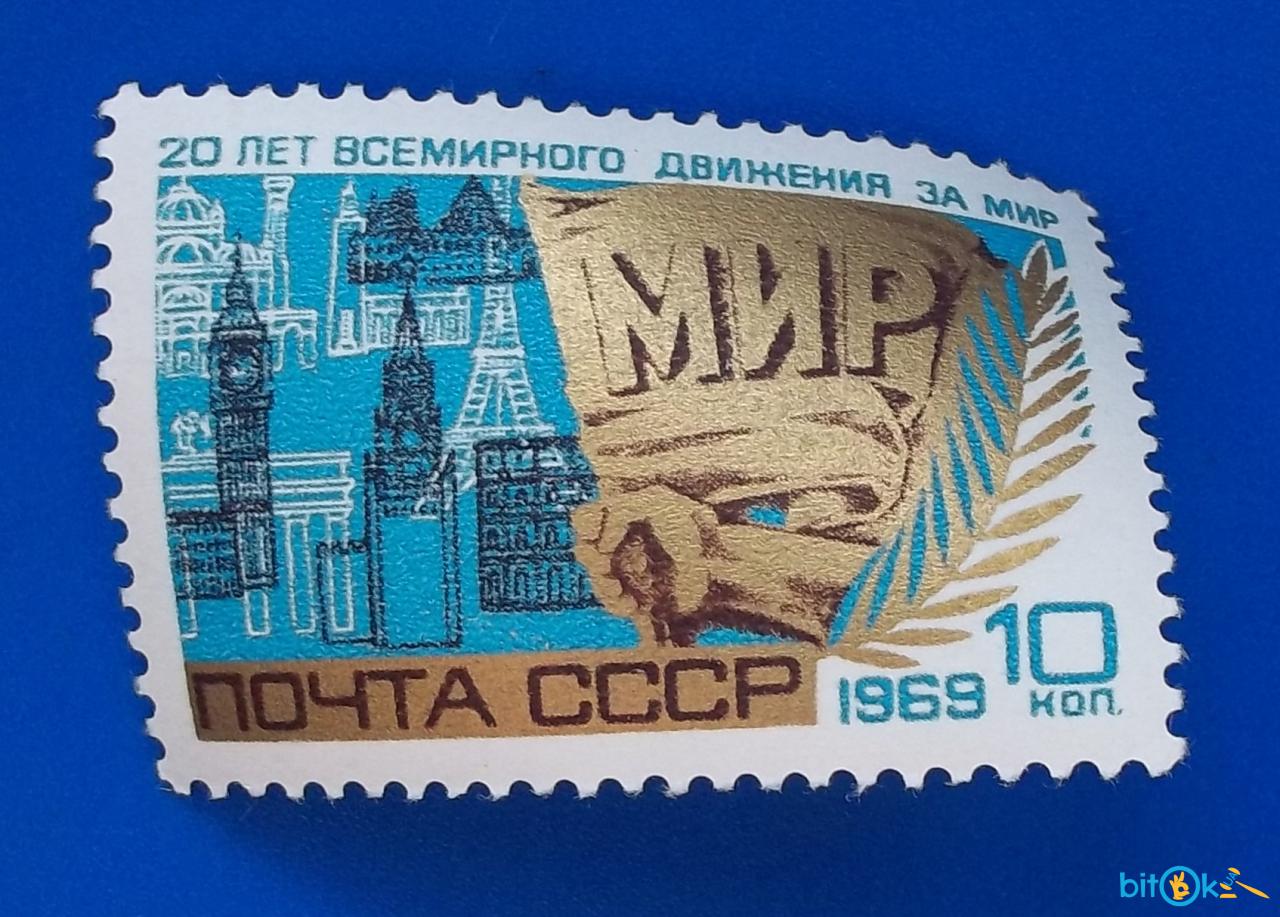 20 ЛЕТ ВСЕМИРНОГО ДВИЖЕНИЯ ЗА МИР
МИР
ПОЧТА СССР
1969
10
КОП.
bitOk